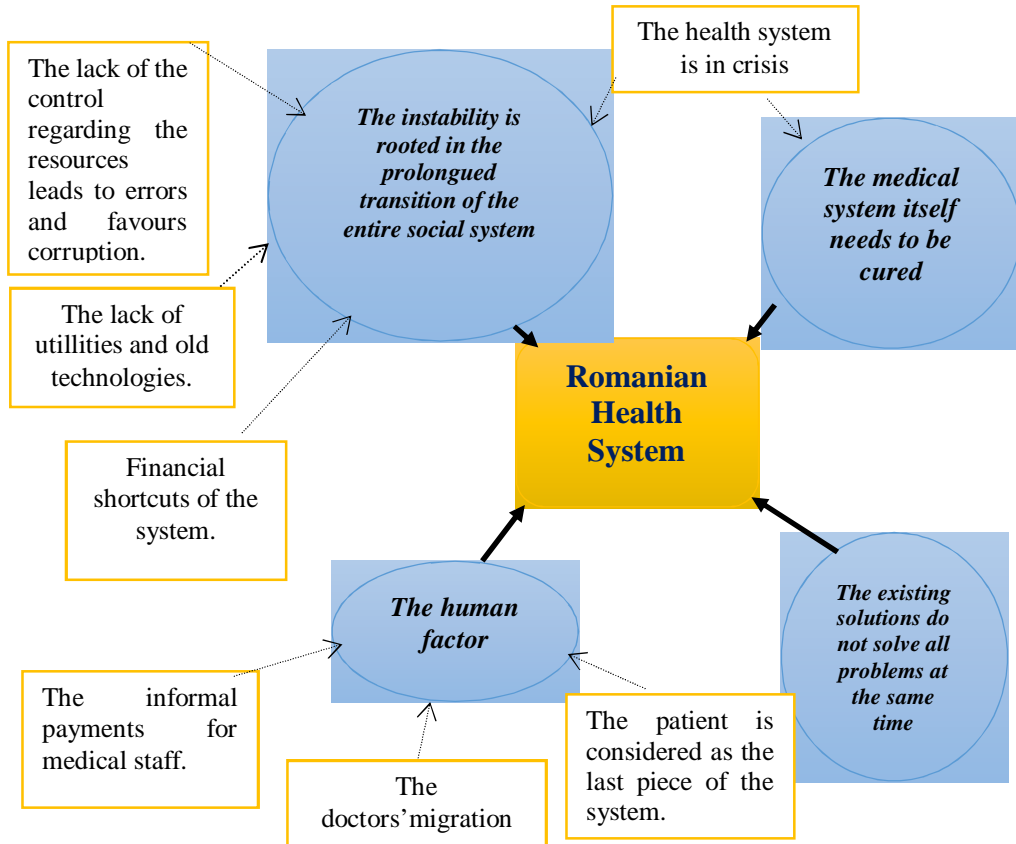 The lack of the
control
regarding the
resources
leads to errors
and favours
corruption.
The instability is
rooted in the
prolongued
transition of the
entire social system
The health system
is in crisis
The medical
system itself
needs to be
cured
The lack of
utillities and old
technologies.
Romanian
Health
System
Financial
shortcuts of the
system.
The human
factor
The existing
solutions do
not solve all
problems at
the same
time
The informal
payments for
medical staff.
The
doctors’migration
The patient is
considered as the
last piece of the
system.